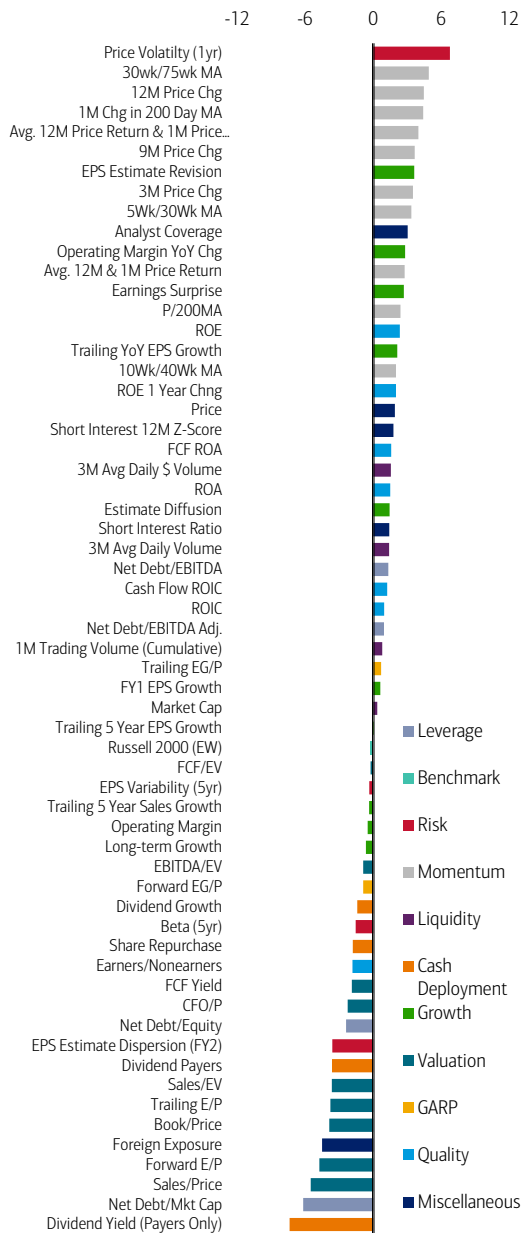 -12 -6 0 6 12
Price Volatilty (1yr)
30wk/75wk MA
12M Price Chg
1M Chg in 200 Day MA
Avg. 12M Price Return & 1M Price...
9M Price Chg
EPS Estimate Revision
3M Price Chg
5Wk/30Wk MA
Analyst Coverage
Operating Margin YoY Chg
Avg. 12M & 1M Price Return
Earnings Surprise
P/200MA
ROE
Trailing YoY EPS Growth
10Wk/40Wk MA
ROE 1 Year Chng
Price
Short Interest 12M Z-Score
FCF ROA
3M Avg Daily $ Volume
ROA
Estimate Diffusion
Short Interest Ratio
3M Avg Daily Volume
Net Debt/EBITDA
Cash Flow ROIC
ROIC
Net Debt/EBITDA Adj.
1M Trading Volume (Cumulative)
Trailing EG/P
FY1 EPS Growth
Market Cap
Trailing 5 Year EPS Growth
Russell 2000 (EW)
FCF/EV
EPS Variability (5yr)
Trailing 5 Year Sales Growth
Operating Margin
Long-term Growth
EBITDA/EV
Forward EG/P
Dividend Growth
Beta (5yr)
Share Repurchase
Earners/Nonearners
FCF Yield
CFO/P
Net Debt/Equity
EPS Estimate Dispersion (FY2)
Dividend Payers
Sales/EV
Trailing E/P
Book/Price
Foreign Exposure
Forward E/P
Sales/Price
Net Debt/Mkt Cap
Dividend Yield (Payers Only)
Leverage
Benchmark
Risk
Momentum
Liquidity
Cash
Deployment
Growth
Valuation
GARP
Quality
Miscellaneous